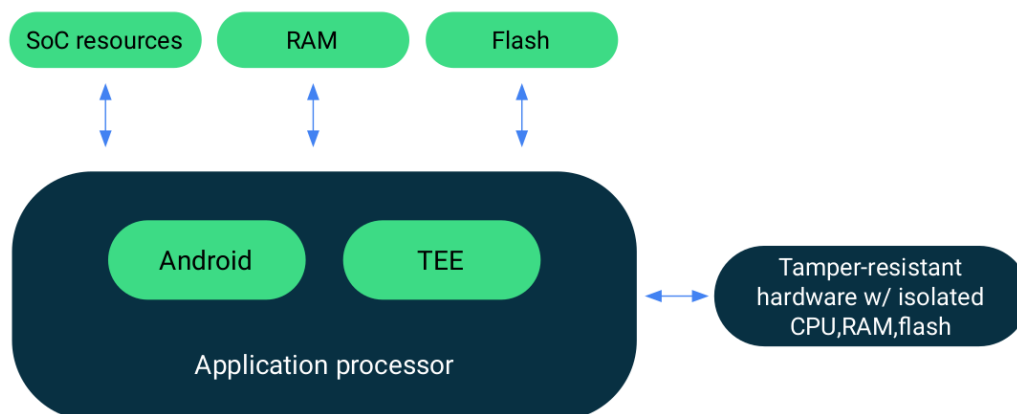 SoC resources
RAM
Flash
Android
TEE
Application processor
Tamper-resistant
hardware w/ isolated
CPU,RAM,flash